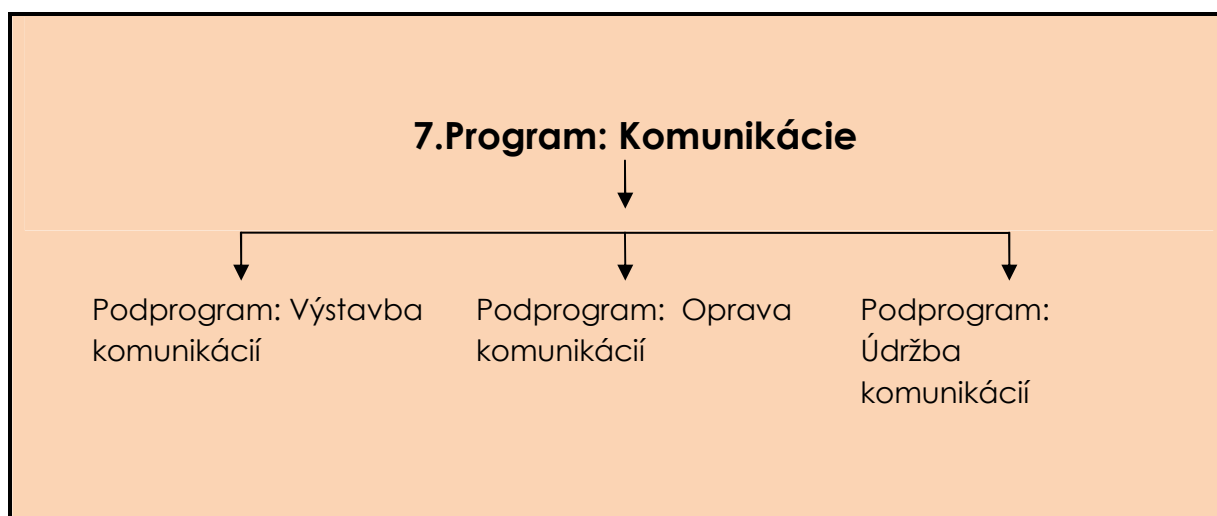 7.Program: Komunikácie
Podprogram: Výstavba
komunikácií
Podprogram: Oprava
komunikácií
Podprogram:
Údržba
komunikácií